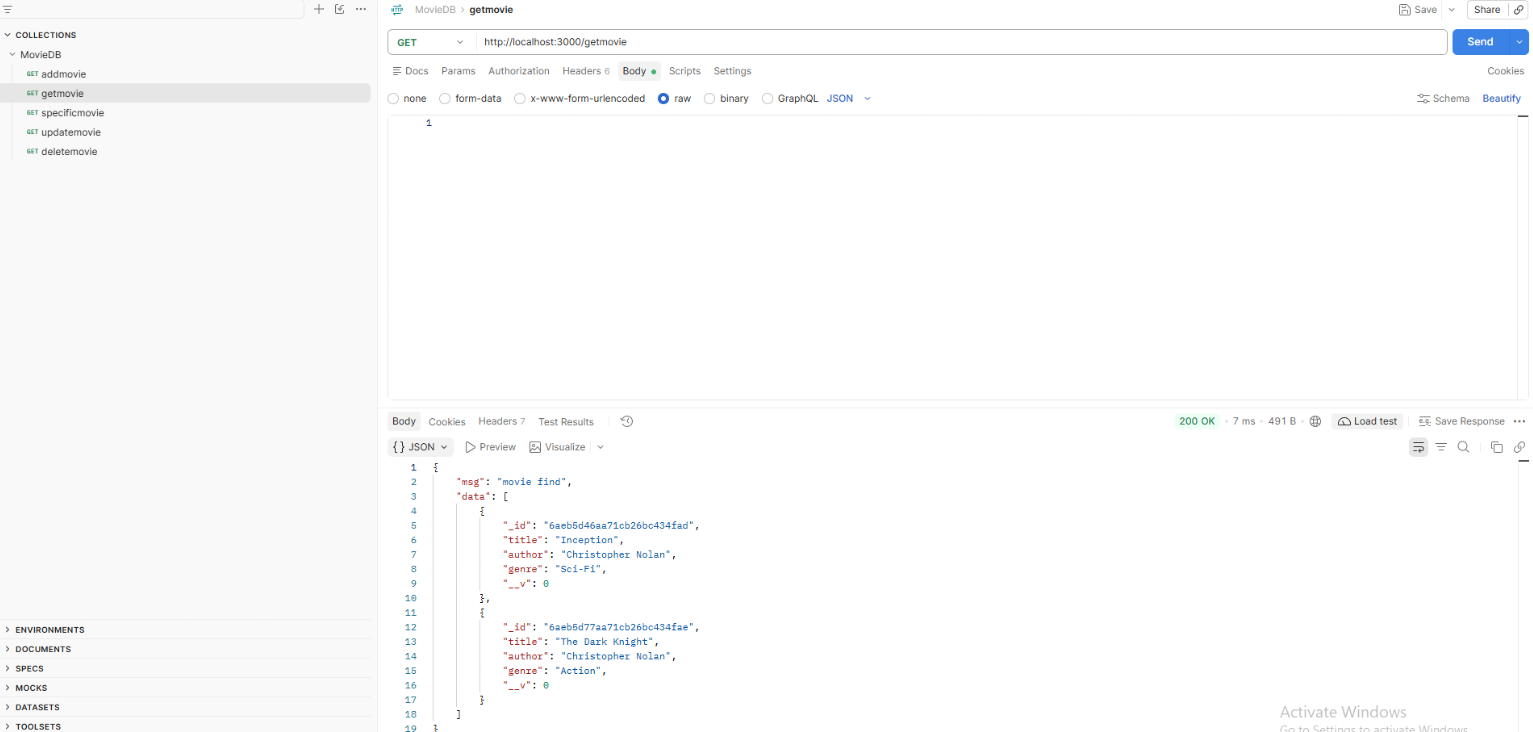 MovieDB > getmovie
Save
Share
COLLECTIONS
MovieDB
GET addmovie
GET getmovie
GET specificmovie
GET updatemovie
GET deletemovie
ENVIRONMENTS
DOCUMENTS
SPECS
MOCKS
DATASETS
TOOLSETS
GET http://localhost:3000/getmovie Send
Docs Params Authorization Headers 6 Body Scripts Settings Cookies
none form-data x-www-form-urlencoded raw binary GraphQL JSON Schema Beautify
1
Body Cookies Headers 7 Test Results 200 OK 7 ms 491 B Load test Save Response
{} JSON Preview Visualize
1 {
2 "msg": "movie find",
3 "data": [
4 {
5 "_id": "6aeb5d46aa71cb26bc434fad",
6 "title": "Inception",
7 "author": "Christopher Nolan",
8 "genre": "Sci-Fi",
9 "__v": 0
10 },
11 {
12 "_id": "6aeb5d77aa71cb26bc434fae",
13 "title": "The Dark Knight",
14 "author": "Christopher Nolan",
15 "genre": "Action",
16 "__v": 0
17 }
18 ]
19 }
Activate Windows
Go to Settings to activate Windows.